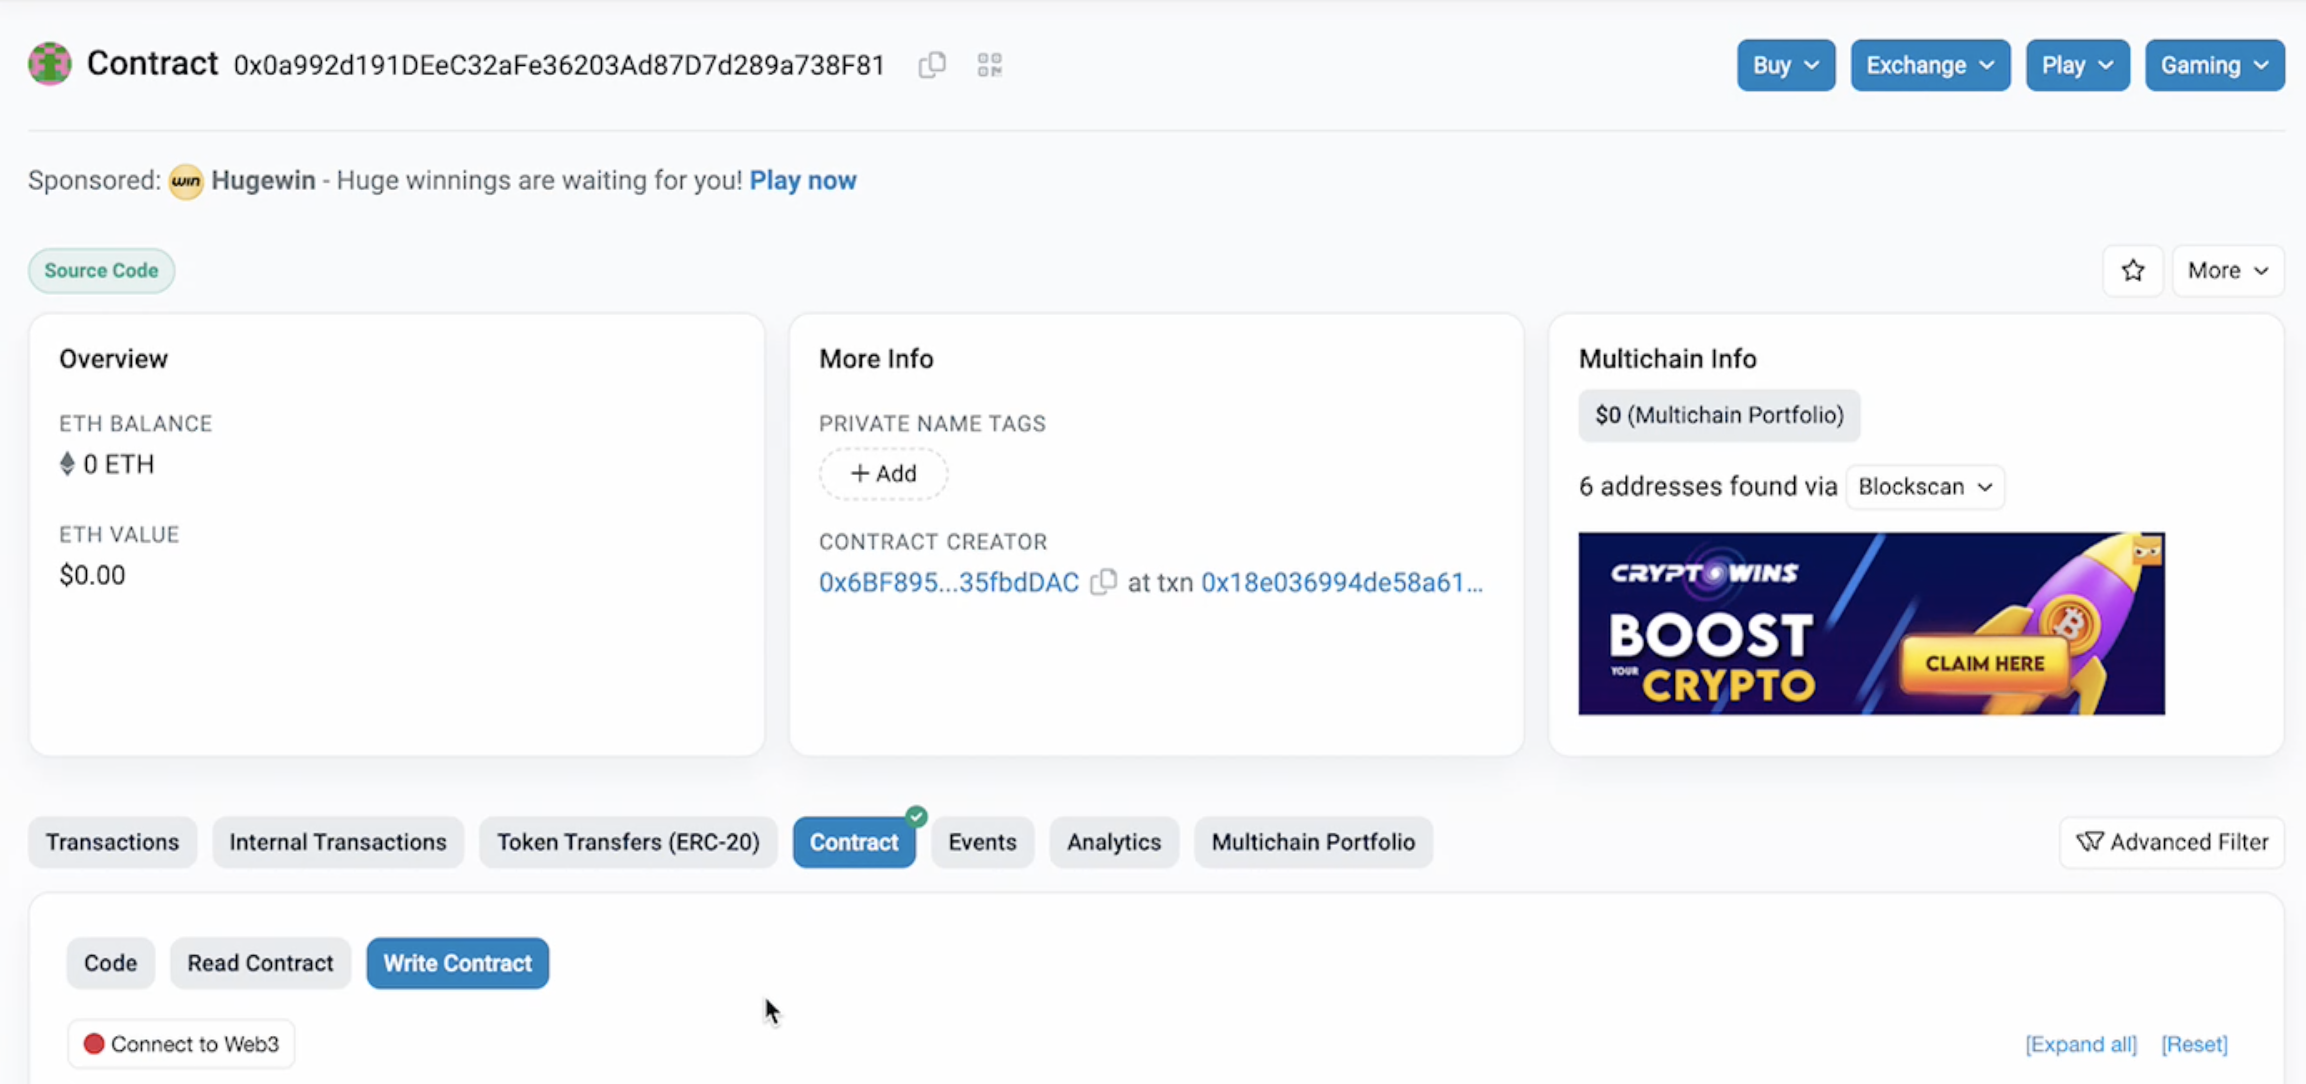 Contract 0x0a992d191DEeC32aFe36203Ad87D7d289a738F81
Buy
Exchange
Play
Gaming
Sponsored: win Hugewin - Huge winnings are waiting for you! Play now
Source Code
More
Overview
ETH BALANCE
0 ETH
ETH VALUE
$0.00
More Info
PRIVATE NAME TAGS
+ Add
CONTRACT CREATOR
0x6BF895...35fbdDAC at txn 0x18e036994de58a61...
Multichain Info
$0 (Multichain Portfolio)
6 addresses found via Blockscan
CRYPTOWINS
BOOST
YOUR CRYPTO
CLAIM HERE
Transactions
Internal Transactions
Token Transfers (ERC-20)
Contract
Events
Analytics
Multichain Portfolio
Advanced Filter
Code
Read Contract
Write Contract
Connect to Web3
[Expand all] [Reset]